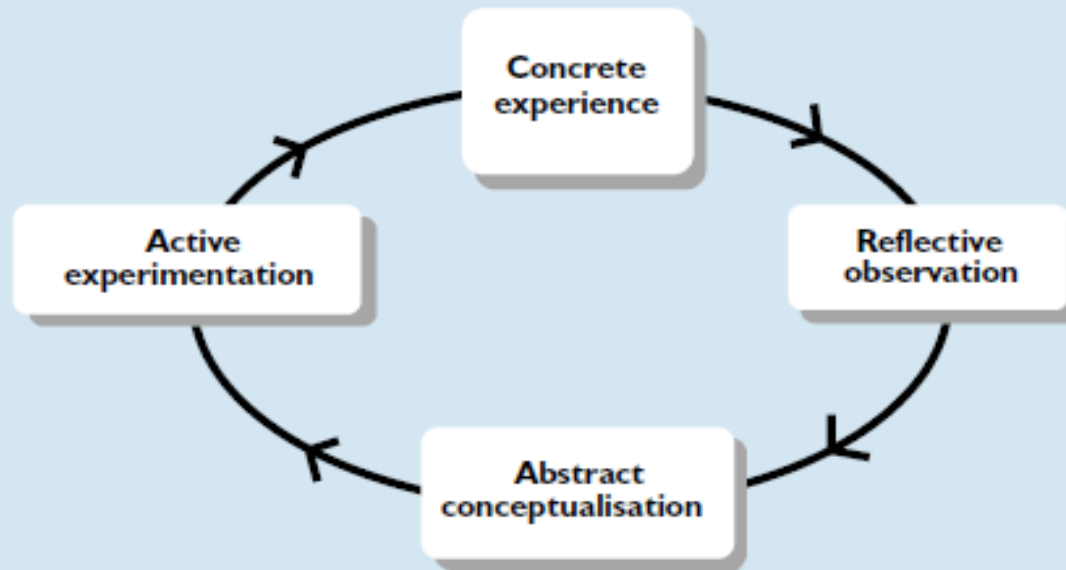 Concrete
experience
Reflective
observation
Abstract
conceptualisation
Active
experimentation